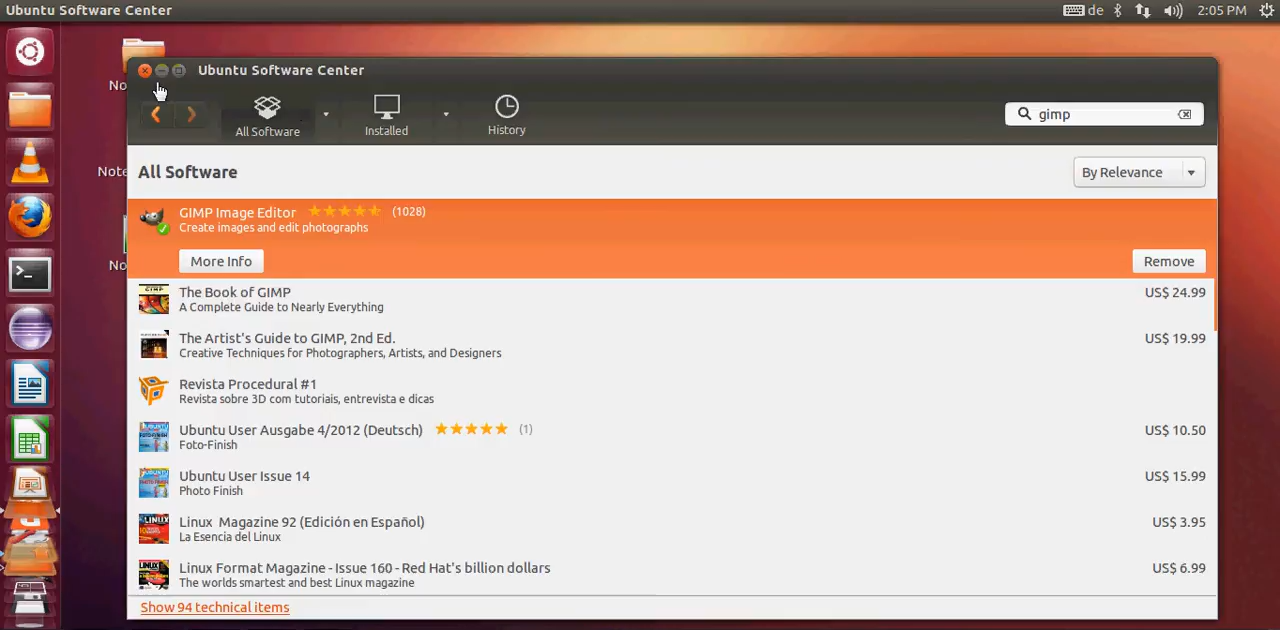 Ubuntu Software Center
de
2:05 PM
No
Note
No
Ubuntu Software Center
All Software
Installed
History
gimp
All Software
By Relevance
GIMP Image Editor (1028)
Create images and edit photographs
More Info
Remove
The Book of GIMP
US$ 24.99
A Complete Guide to Nearly Everything
The Artist's Guide to GIMP, 2nd Ed.
US$ 19.99
Creative Techniques for Photographers, Artists, and Designers
Revista Procedural #1
Revista sobre 3D com tutoriais, entrevista e dicas
Ubuntu User Ausgabe 4/2012 (Deutsch) (1)
US$ 10.50
Foto-Finish
Ubuntu User Issue 14
US$ 15.99
Photo Finish
Linux Magazine 92 (Edición en Español)
US$ 3.95
La Esencia del Linux
Linux Format Magazine - Issue 160 - Red Hat's billion dollars
US$ 6.99
The worlds smartest and best Linux magazine
Show 94 technical items